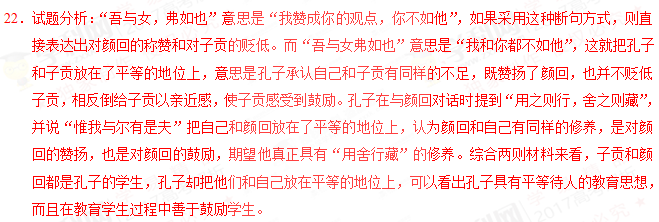 22．试题分析：“吾与女，弗如也”意思是“我赞成你的观点，你不如他”，如果采用这种断句方式，则直
接表达出对颜回的称赞和对子贡的贬低。而“吾与女弗如也”意思是“我和你都不如他”，这就把孔子
和子贡放在了平等的地位上，意思是孔子承认自己和子贡有同样的不足，既赞扬了颜回，也并不贬低
子贡，相反倒给子贡以亲近感，使子贡感受到鼓励。孔子在与颜回对话时提到“用之则行，舍之则藏”，
并说“惟我与尔有是夫”把自己和颜回放在了平等的地位上，认为颜回和自己有同样的修养，是对颜
回的赞扬，也是对颜回的鼓励，期望他真正具有“用舍行藏”的修养。综合两则材料来看，子贡和颜
回都是孔子的学生，孔子却把他们和自己放在平等的地位上，可以看出孔子具有平等待人的教育思想，
而且在教育学生过程中善于鼓励学生。